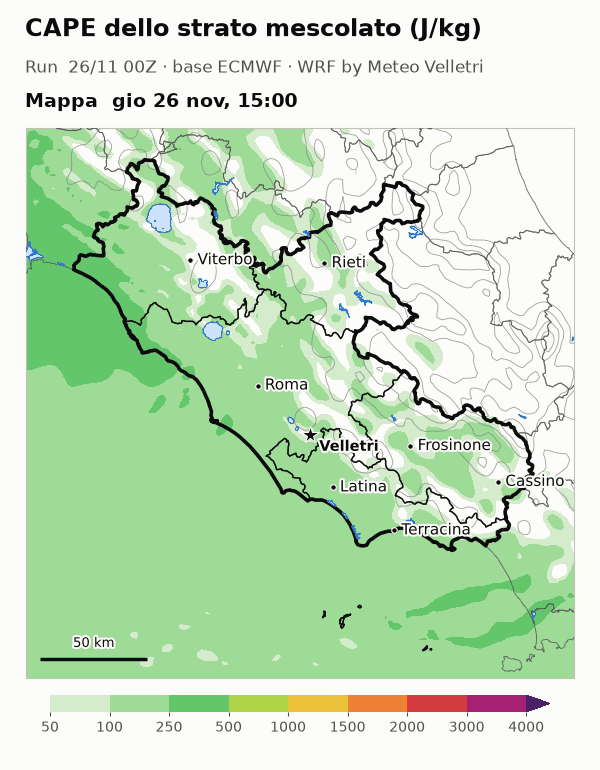 CAPE dello strato mescolato (J/kg)
Run  26/11 00Z · base ECMWF · WRF by Meteo Velletri
Mappa  gio 26 nov, 15:00
Viterbo
Rieti
Roma
Velletri
Frosinone
Latina
Cassino
Terracina
50 km
50 100 250 500 1000 1500 2000 3000 4000